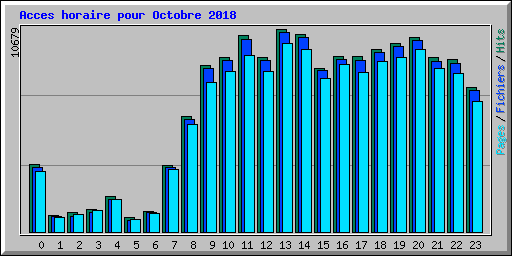 Acces horaire pour Octobre 2018
10679
Pages / Fichiers / Hits
0 1 2 3 4 5 6 7 8 9 10 11 12 13 14 15 16 17 18 19 20 21 22 23